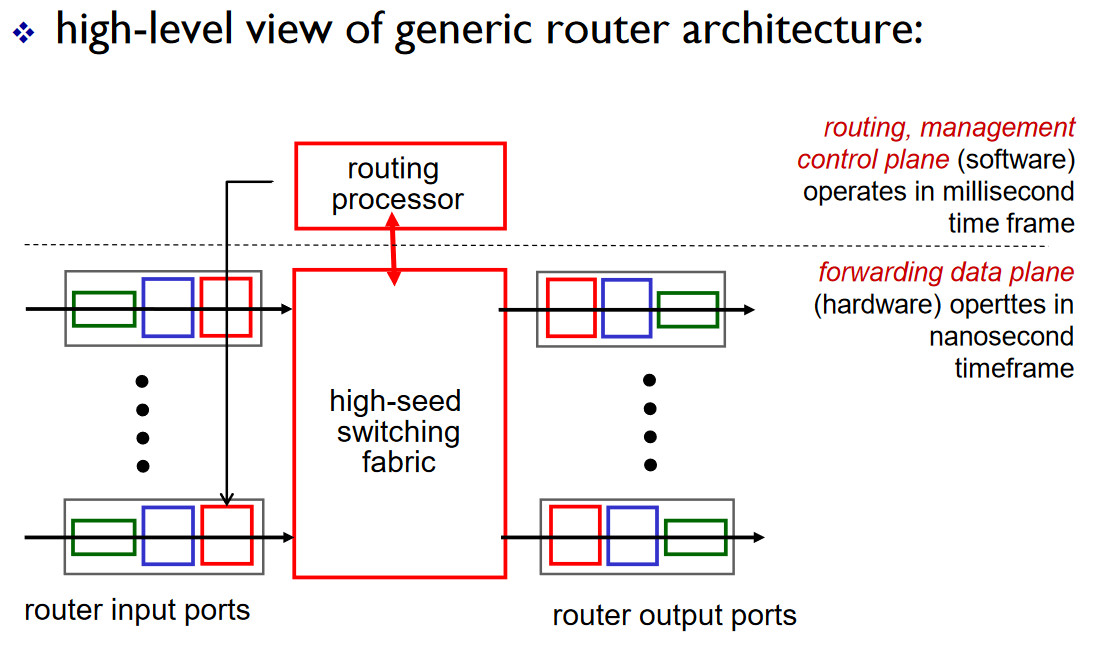 ❖ high-level view of generic router architecture:
routing, management
control plane (software)
operates in millisecond
time frame
routing
processor
forwarding data plane
(hardware) operttes in
nanosecond
timeframe
high-seed
switching
fabric
router input ports
router output ports